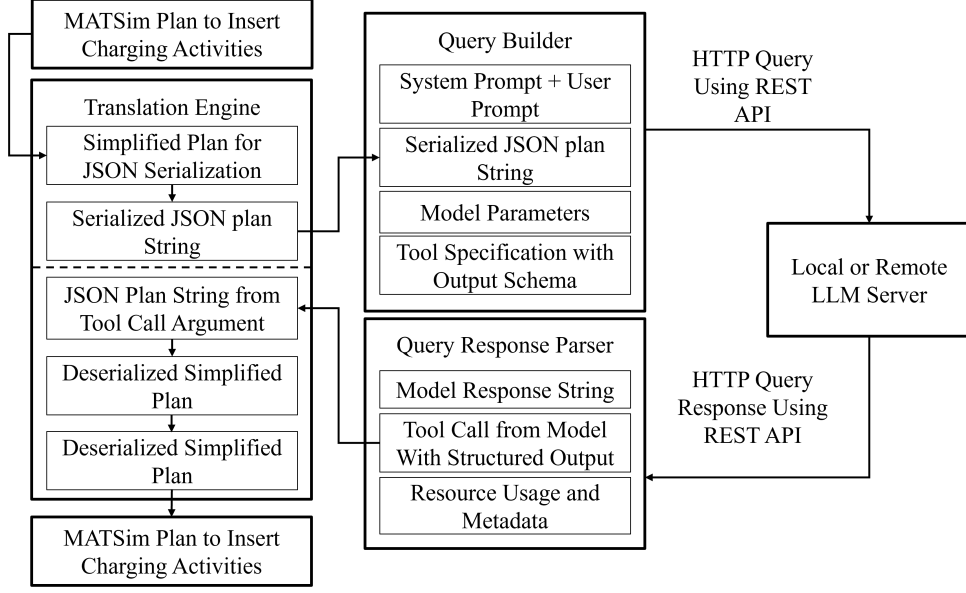 MATSim Plan to Insert
Charging Activities
Translation Engine
Simplified Plan for
JSON Serialization
Serialized JSON plan
String
JSON Plan String from
Tool Call Argument
Deserialized Simplified
Plan
Deserialized Simplified
Plan
MATSim Plan to Insert
Charging Activities
Query Builder
System Prompt + User
Prompt
Serialized JSON plan
String
Model Parameters
Tool Specification with
Output Schema
Query Response Parser
Model Response String
Tool Call from Model
With Structured Output
Resource Usage and
Metadata
HTTP Query
Using REST
API
Local or Remote
LLM Server
HTTP Query
Response Using
REST API